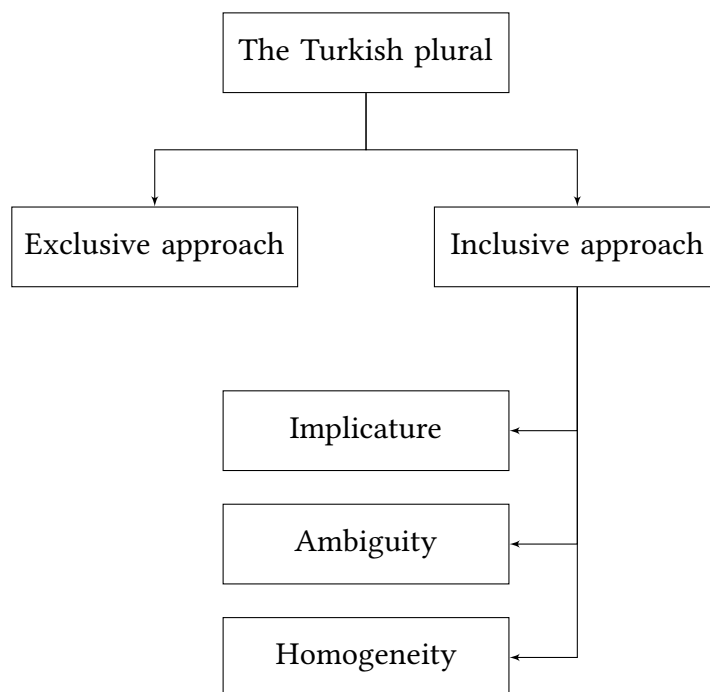 The Turkish plural
Exclusive approach
Inclusive approach
Implicature
Ambiguity
Homogeneity